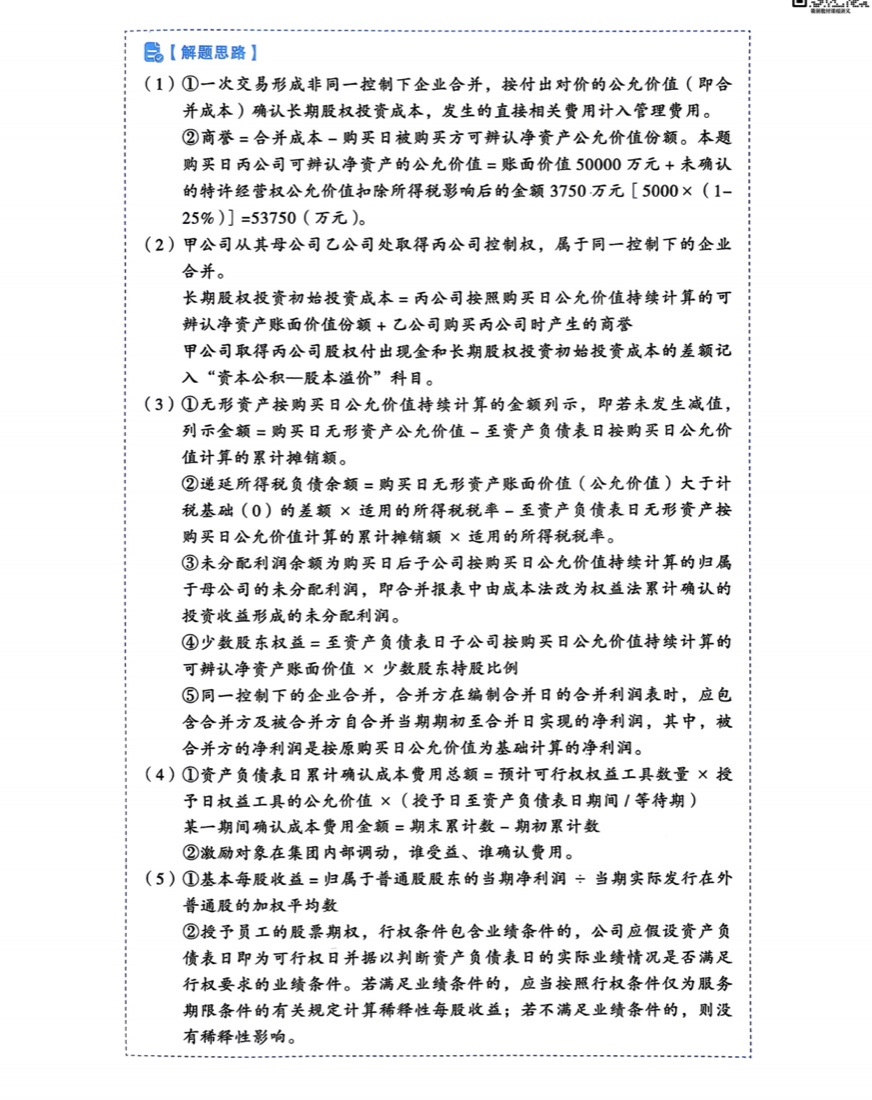 【解题思路】
（1）①一次交易形成非同一控制下企业合并，按付出对价的公允价值（即合
并成本）确认长期股权投资成本，发生的直接相关费用计入管理费用。
②商誉=合并成本-购买日被购买方可辨认净资产公允价值份额。本题
购买日丙公司可辨认净资产的公允价值=账面价值50000万元+未确认
的特许经营权公允价值扣除所得税影响后的金额3750万元[5000×（1-
25%）]=53750（万元）。
（2）甲公司从其母公司乙公司处取得丙公司控制权，属于同一控制下的企业
合并。
长期股权投资初始投资成本=丙公司按照购买日公允价值持续计算的可
辨认净资产账面价值份额+乙公司购买丙公司时产生的商誉
甲公司取得丙公司股权付出现金和长期股权投资初始投资成本的差额记
入“资本公积—股本溢价”科目。
（3）①无形资产按购买日公允价值持续计算的金额列示，即若未发生减值，
列示金额=购买日无形资产公允价值-至资产负债表日按购买日公允价
值计算的累计摊销额。
②递延所得税负债余额=购买日无形资产账面价值（公允价值）大于计
税基础（0）的差额×适用的所得税税率-至资产负债表日无形资产按
购买日公允价值计算的累计摊销额×适用的所得税税率。
③未分配利润余额为购买日后子公司按购买日公允价值持续计算的归属
于母公司的未分配利润，即合并报表中由成本法改为权益法累计确认的
投资收益形成的未分配利润。
④少数股东权益=至资产负债表日子公司按购买日公允价值持续计算的
可辨认净资产账面价值×少数股东持股比例
⑤同一控制下的企业合并，合并方在编制合并日的合并利润表时，应包
含合并方及被合并方自合并当期期初至合并日实现的净利润，其中，被
合并方的净利润是按原购买日公允价值为基础计算的净利润。
（4）①资产负债表日累计确认成本费用总额=预计可行权权益工具数量×授
予日权益工具的公允价值×（授予日至资产负债表日期间/等待期）
某一期间确认成本费用金额=期末累计数-期初累计数
②激励对象在集团内部调动，谁受益、谁确认费用。
（5）①基本每股收益=归属于普通股股东的当期净利润÷当期实际发行在外
普通股的加权平均数
②授予员工的股票期权，行权条件包含业绩条件的，公司应假设资产负
债表日即为可行权日并据以判断资产负债表日的实际业绩情况是否满足
行权要求的业绩条件。若满足业绩条件的，应当按照行权条件仅为服务
期限条件的有关规定计算稀释性每股收益；若不满足业绩条件的，则没
有稀释性影响。